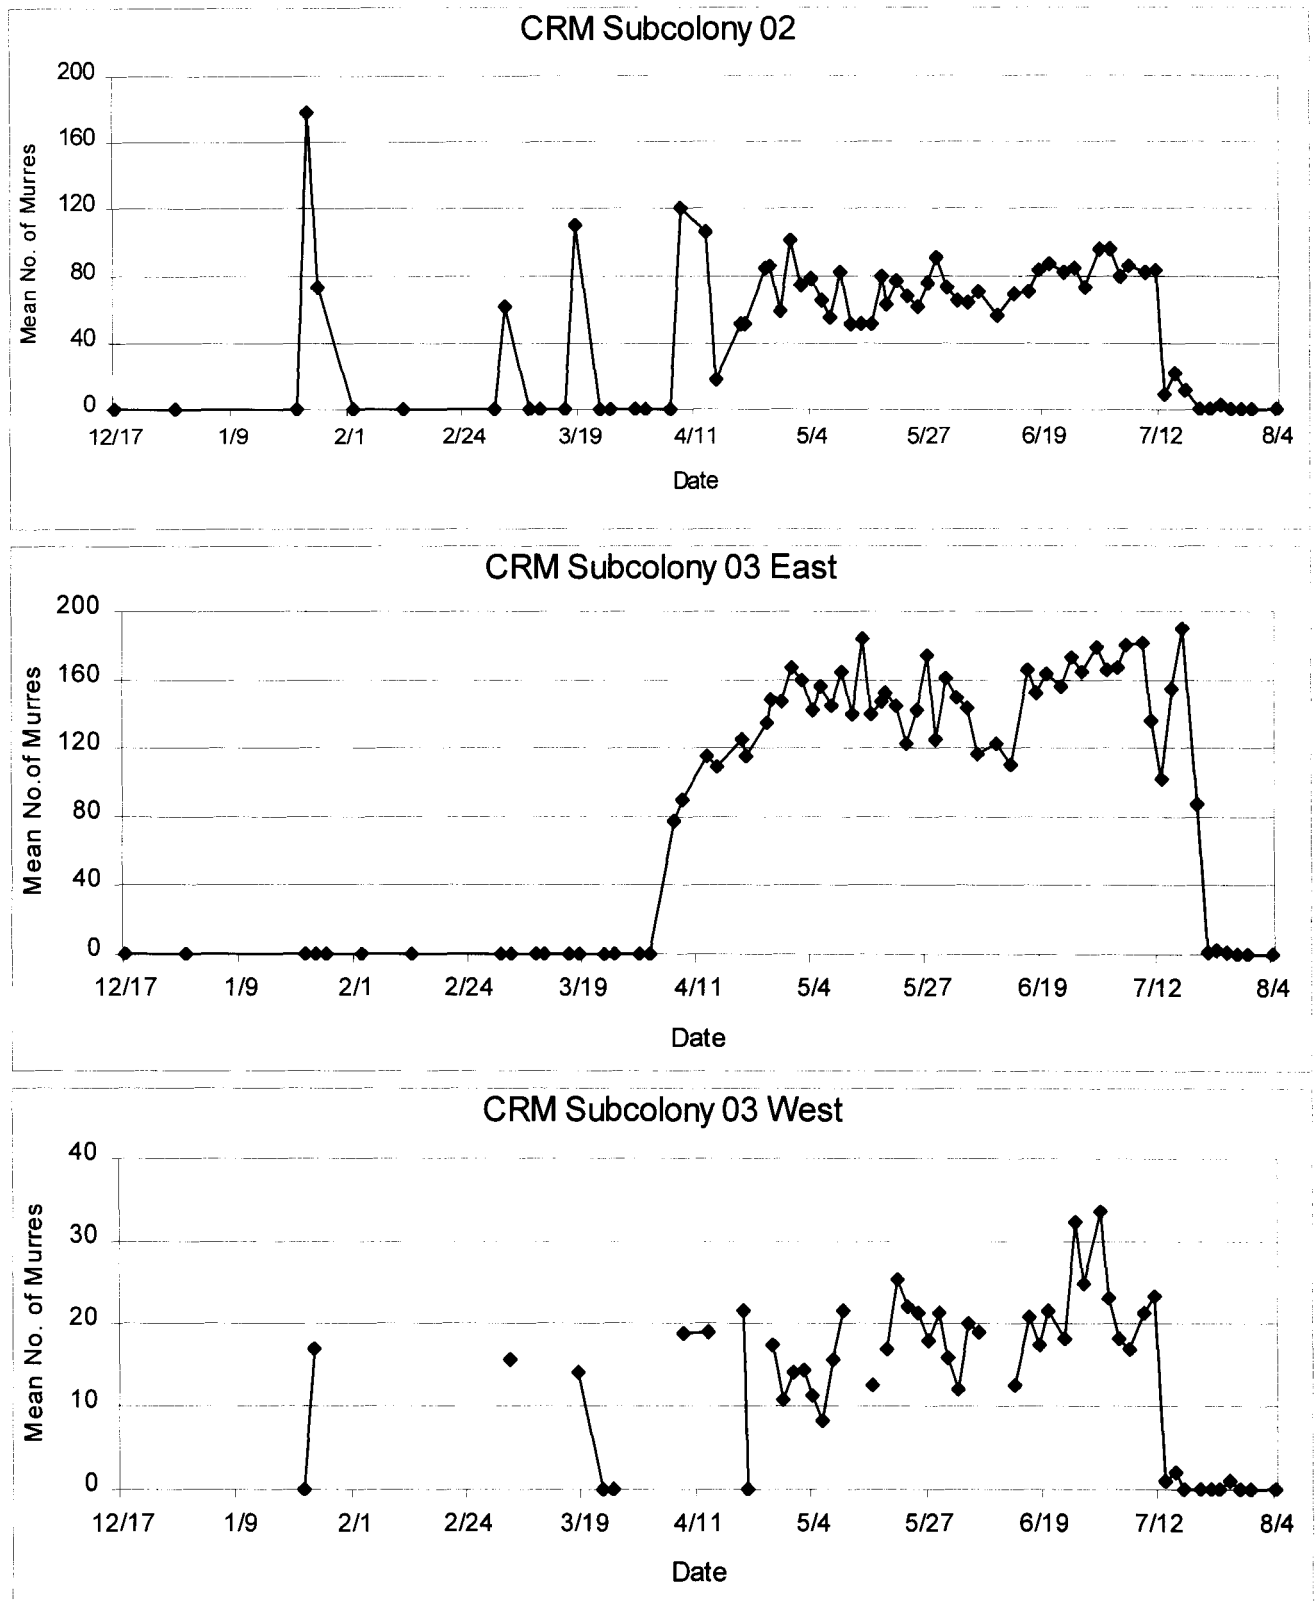 CRM Subcolony 02
200
160
120
80
40
0
Mean No. of Murres
12/17 1/9 2/1 2/24 3/19 4/11 5/4 5/27 6/19 7/12 8/4
Date
CRM Subcolony 03 East
200
160
120
80
40
0
Mean No.of Murres
12/17 1/9 2/1 2/24 3/19 4/11 5/4 5/27 6/19 7/12 8/4
Date
CRM Subcolony 03 West
40
30
20
10
0
Mean No. of Murres
12/17 1/9 2/1 2/24 3/19 4/11 5/4 5/27 6/19 7/12 8/4
Date